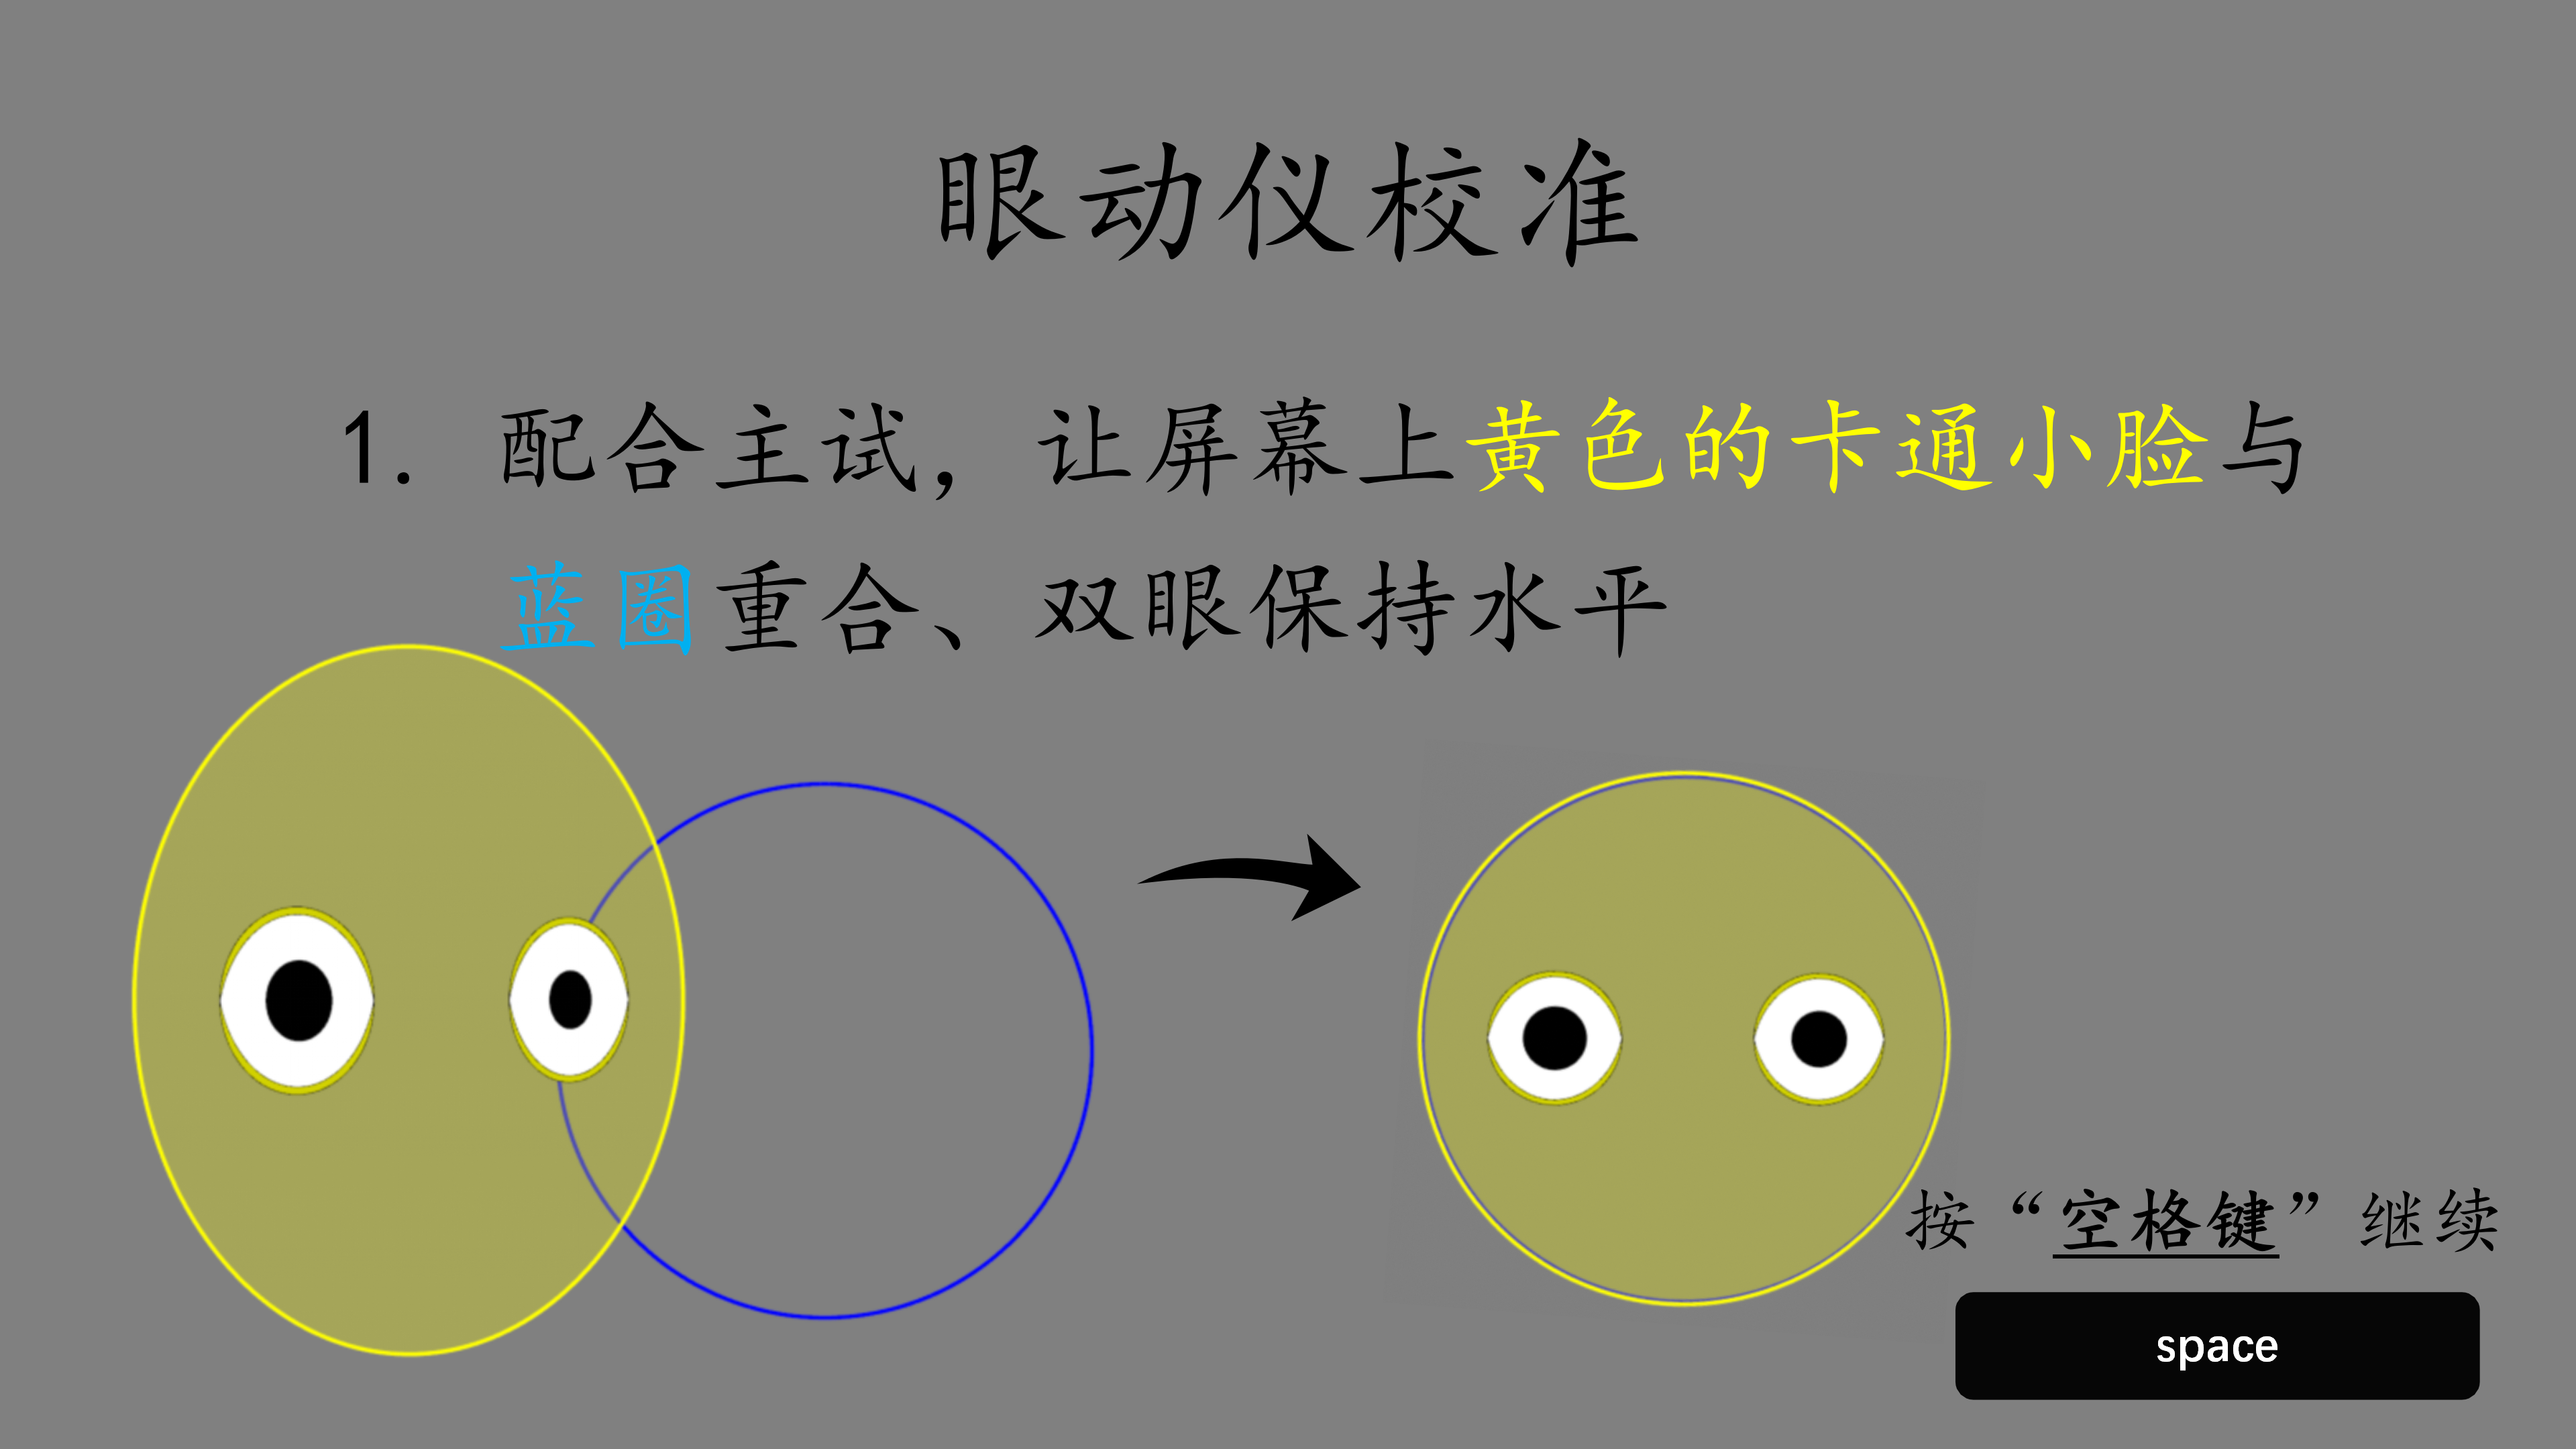 眼动仪校准
1. 配合主试，让屏幕上黄色的卡通小脸与
蓝圈重合、双眼保持水平
按“空格键”继续
space